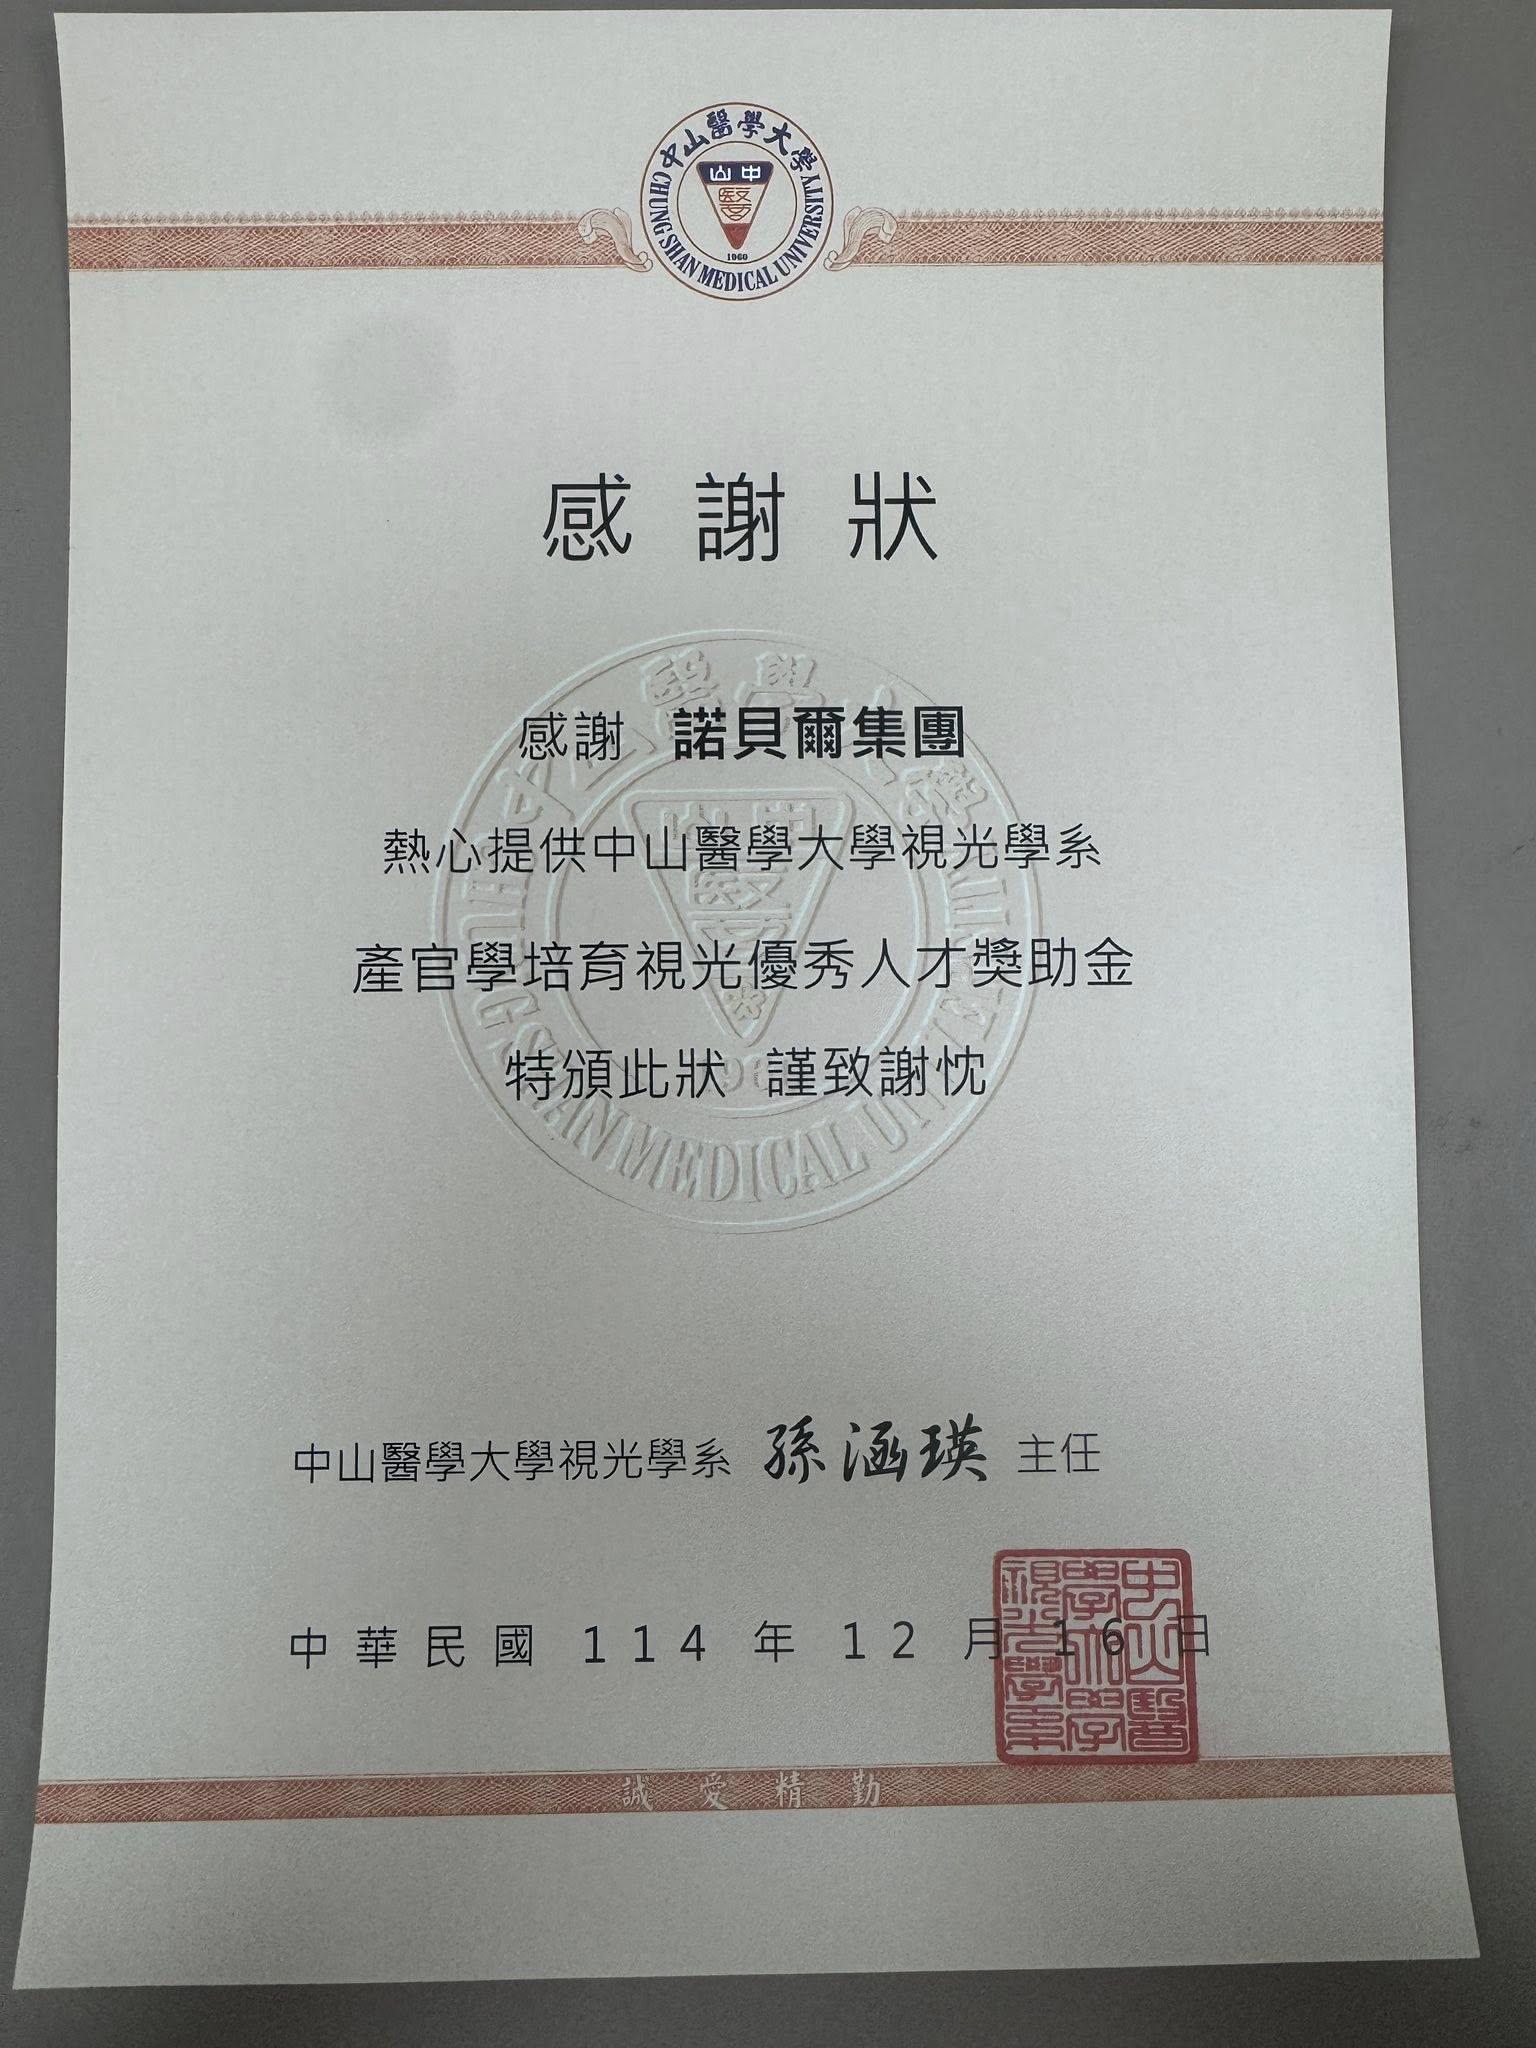 中山醫學大學
中山
醫
1960
CHUNG SHAN MEDICAL UNIVERSITY
感謝狀
感謝 諾貝爾集團
熱心提供中山醫學大學視光學系
產官學培育視光優秀人才獎助金
特頒此狀 謹致謝忱
中山醫學大學視光學系 孫涵瑛 主任
中華民國 114 年 12 月 16 日
誠愛精勤